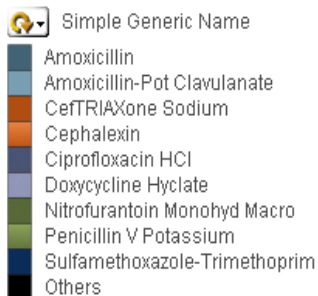 Simple Generic Name
Amoxicillin
Amoxicillin-Pot Clavulanate
CefTRIAXone Sodium
Cephalexin
Ciprofloxacin HCl
Doxycycline Hyclate
Nitrofurantoin Monohyd Macro
Penicillin V Potassium
Sulfamethoxazole-Trimethoprim
Others